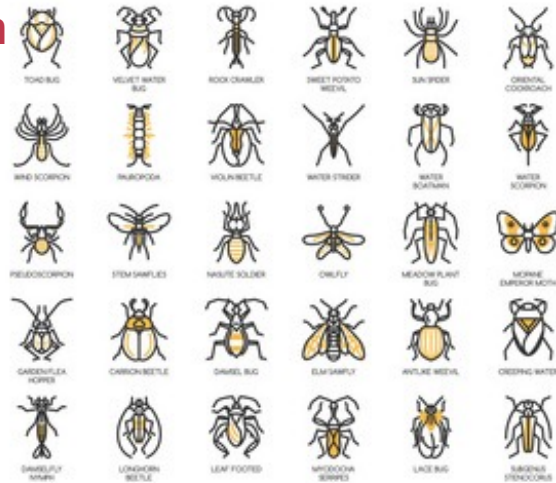 n
TOAD BUG
VELVET WATER
BUG
ROCK CRAWLER
SWEET POTATO
WEEVIL
SUN SPIDER
ORIENTAL
COCKROACH
WIND SCORPION
PAUROPODA
VIOLIN BEETLE
WATER STRIDER
WATER
BOATMAN
WATER
SCORPION
PSEUDOSCORPION
STEM SAWFLIES
NASUTE SOLDIER
OWLFLY
MEADOW PLANT
BUG
MOPANE
EMPEROR MOTH
GARDEN FLEA
HOPPER
CARRION BEETLE
DAMSEL BUG
ELM SAWFLY
ANTLIKE WEEVIL
CREEPING WATER
DAMSELFLY
NYMPH
LONGHORN
BEETLE
LEAF FOOTED
MYODOCHA
SERRIPES
LACE BUG
SUBGENUS
STENOCORUS